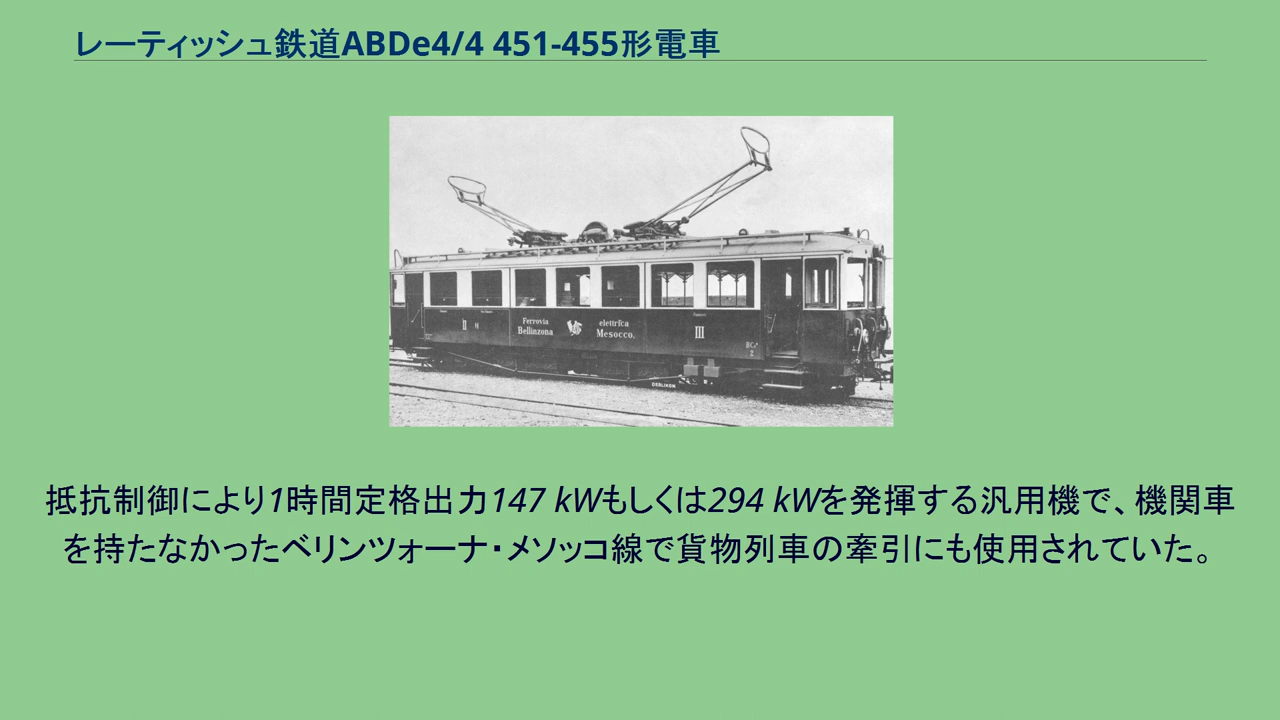 レーティッシュ鉄道ABDe4/4 451-455形電車
Ferrovia elettrica
Bellinzona Mesocco.
II III
BC4
2
OERLIKON
抵抗制御により1時間定格出力147 kWもしくは294 kWを発揮する汎用機で、機関車
を持たなかったベリンツォーナ・メソッコ線で貨物列車の牽引にも使用されていた。